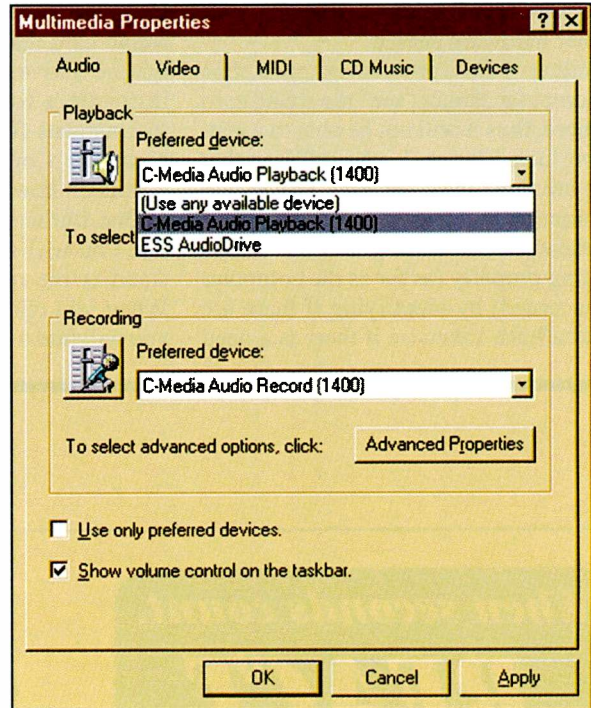 Multimedia Properties
Audio
Video
MIDI
CD Music
Devices
Playback
Preferred device:
C-Media Audio Playback (1400)
(Use any available device)
C-Media Audio Playback (1400)
ESS AudioDrive
To select
Recording
Preferred device:
C-Media Audio Record (1400)
To select advanced options, click:
Advanced Properties
Use only preferred devices.
Show volume control on the taskbar.
OK
Cancel
Apply